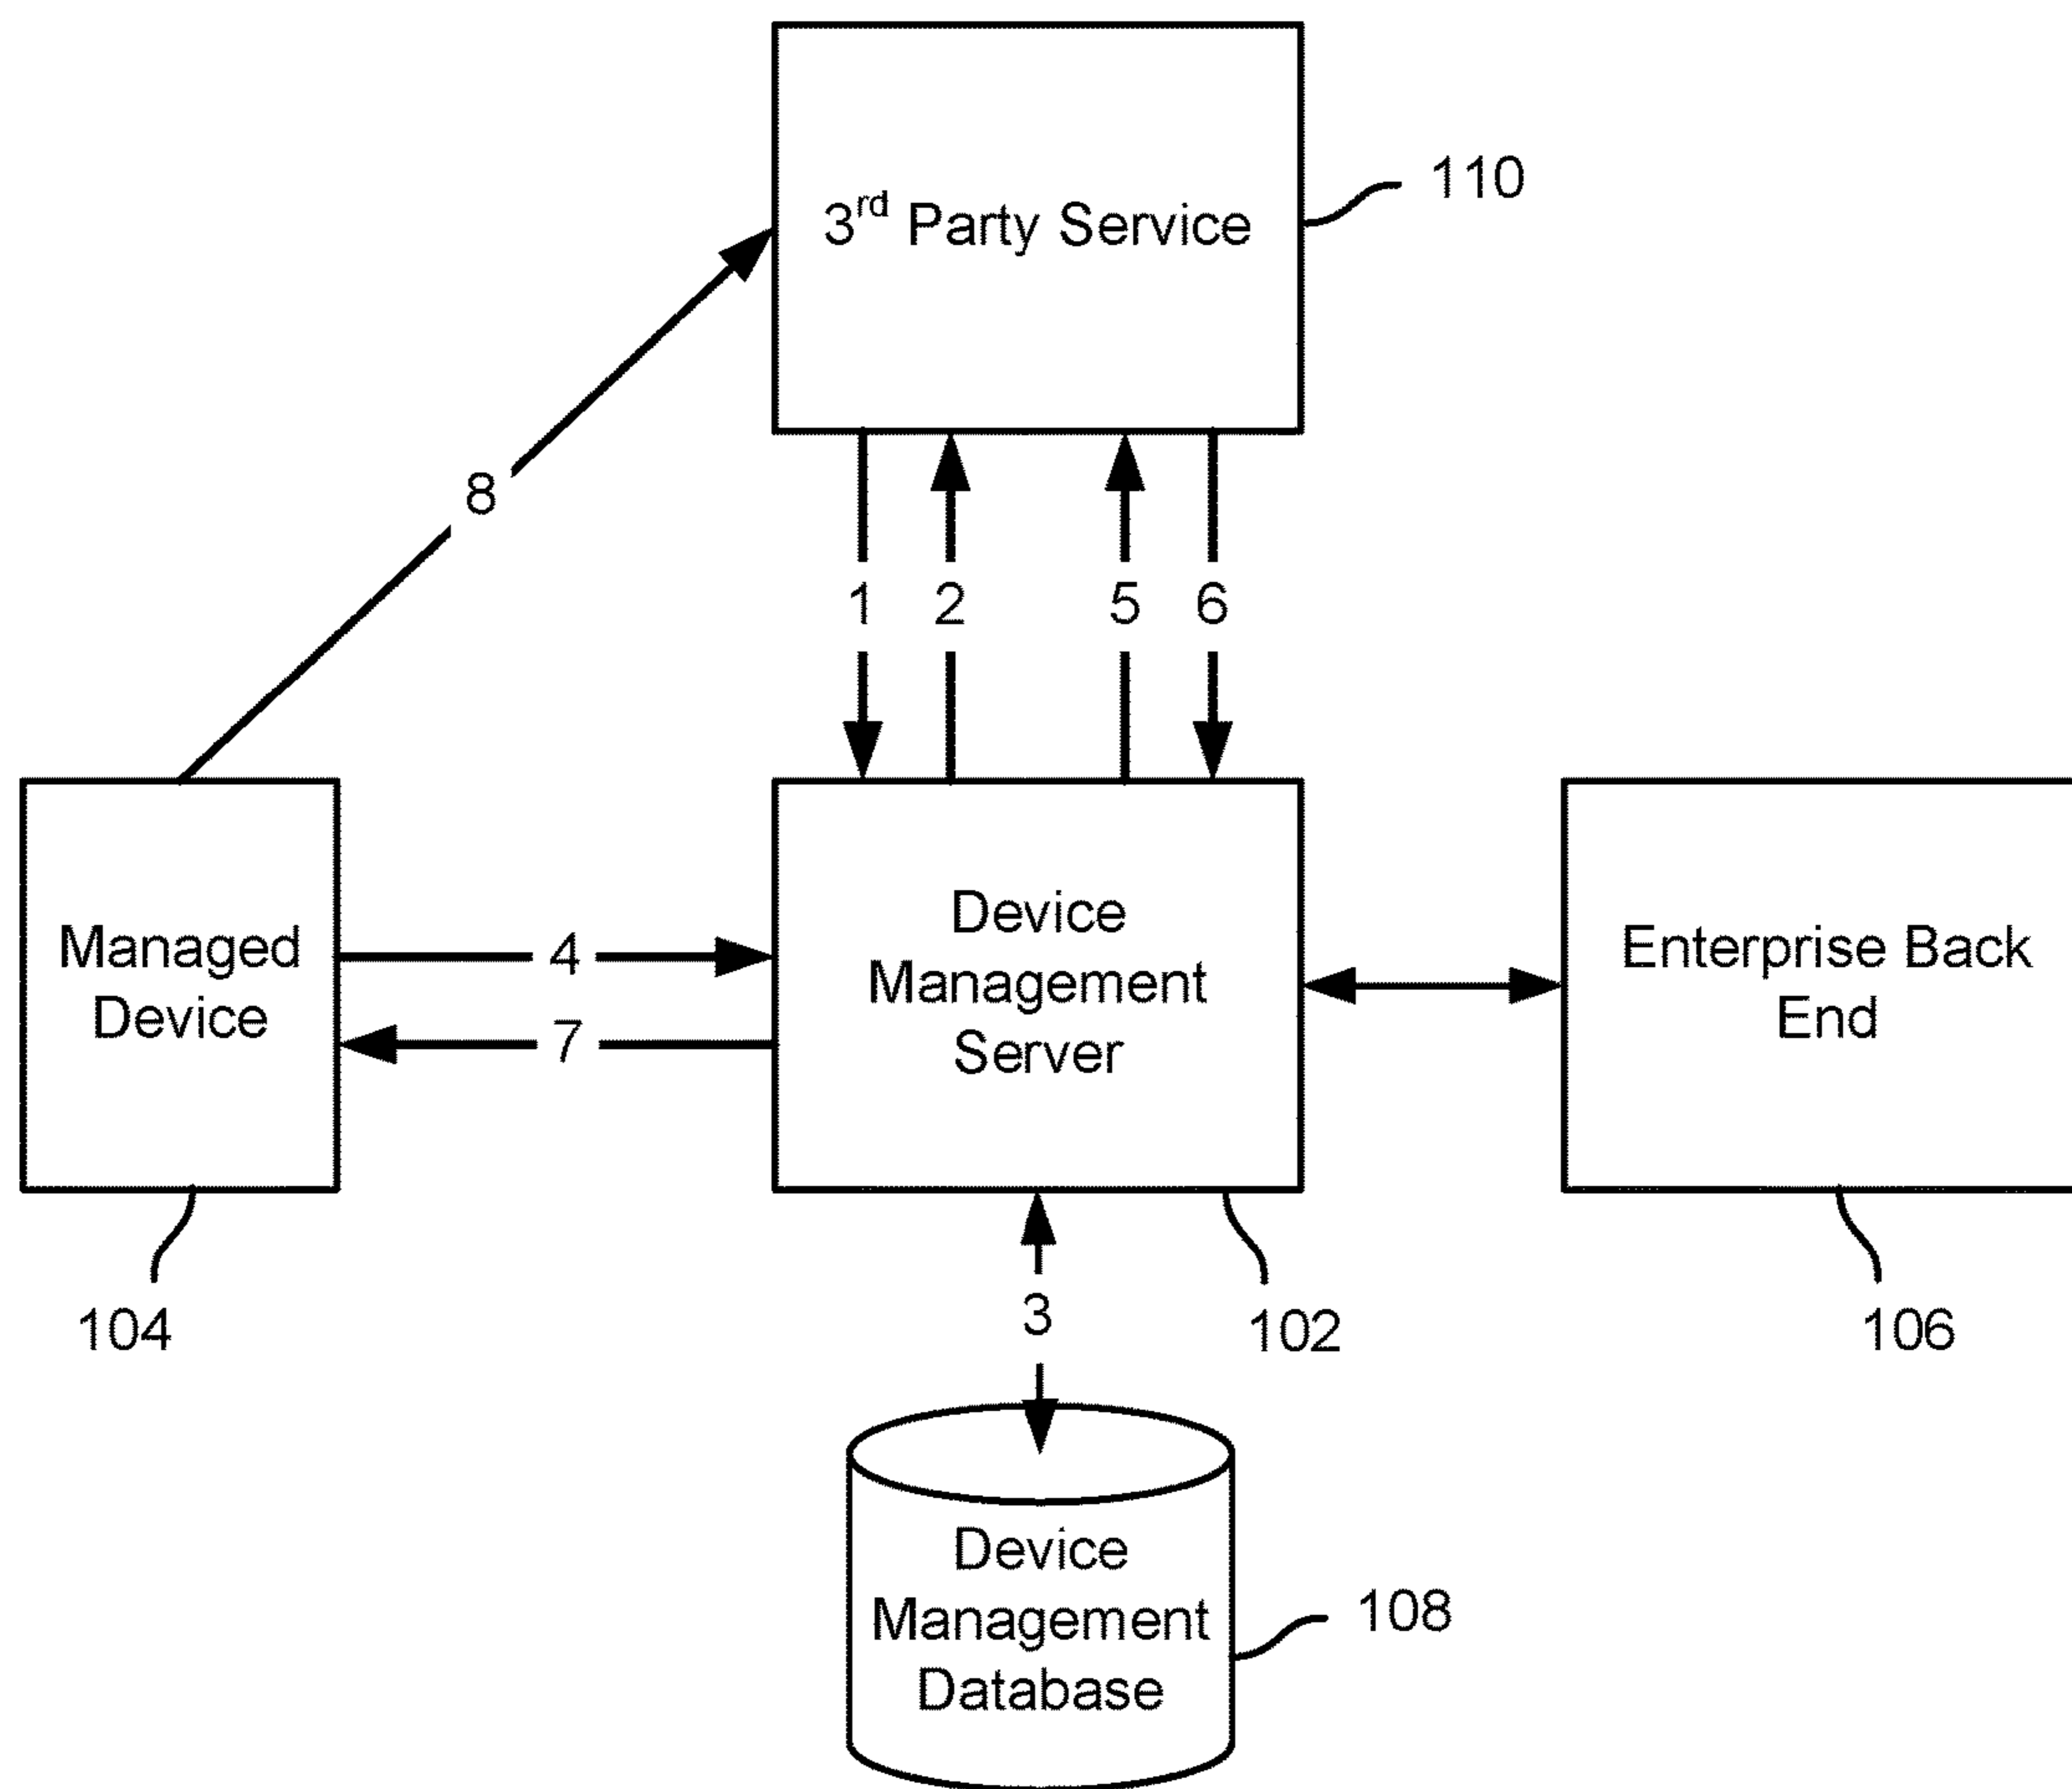 110
3rd Party Service
8
1 2 5 6
Managed
Device
4
7
Device
Management
Server
Enterprise Back
End
104
3
102
106
Device
Management
Database
108